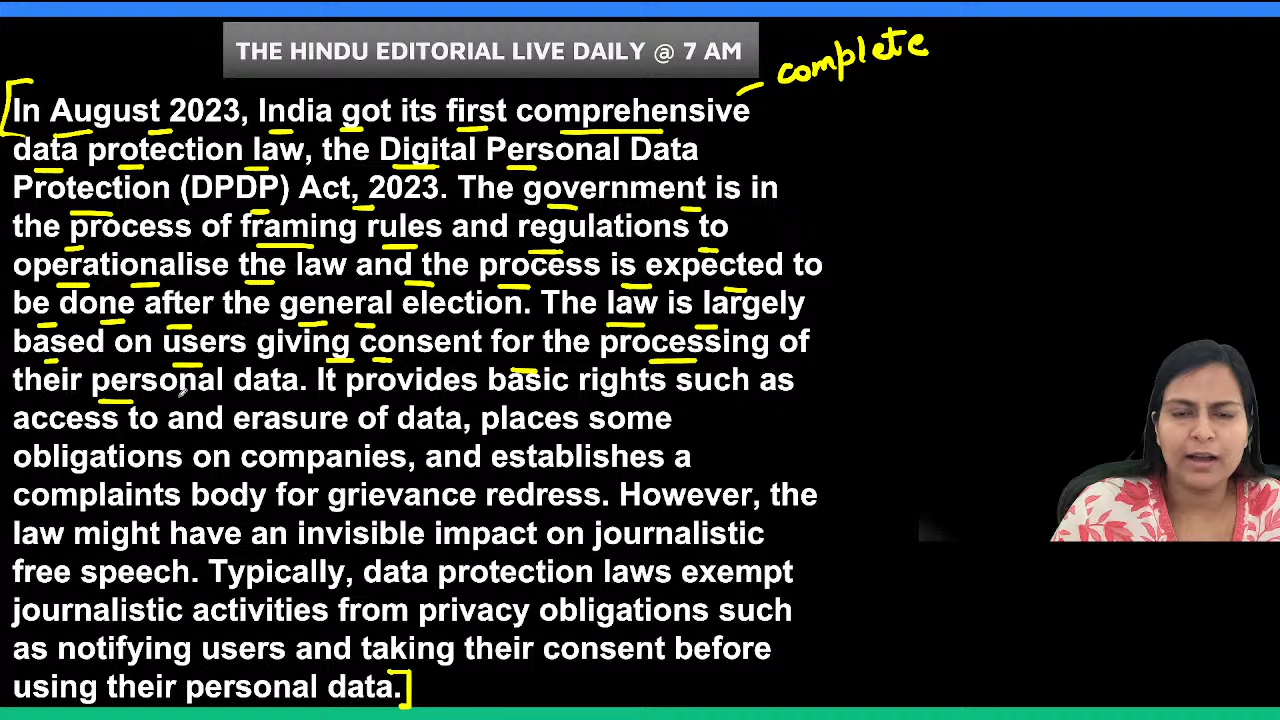 THE HINDU EDITORIAL LIVE DAILY @ 7 AM
complete
In August 2023, India got its first comprehensive
data protection law, the Digital Personal Data
Protection (DPDP) Act, 2023. The government is in
the process of framing rules and regulations to
operationalise the law and the process is expected to
be done after the general election. The law is largely
based on users giving consent for the processing of
their personal data. It provides basic rights such as
access to and erasure of data, places some
obligations on companies, and establishes a
complaints body for grievance redress. However, the
law might have an invisible impact on journalistic
free speech. Typically, data protection laws exempt
journalistic activities from privacy obligations such
as notifying users and taking their consent before
using their personal data.